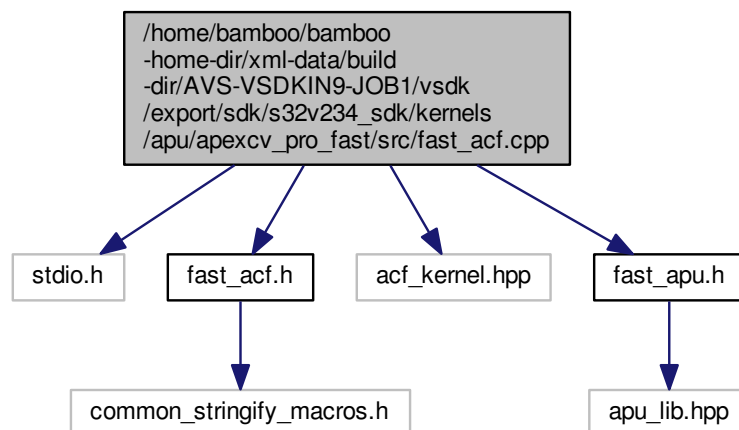 /home/bamboo/bamboo
-home-dir/xml-data/build
-dir/AVS-VSDKIN9-JOB1/vsdk
/export/sdk/s32v234_sdk/kernels
/apu/apexcv_pro_fast/src/fast_acf.cpp
stdio.h
fast_acf.h
acf_kernel.hpp
fast_apu.h
common_stringify_macros.h
apu_lib.hpp